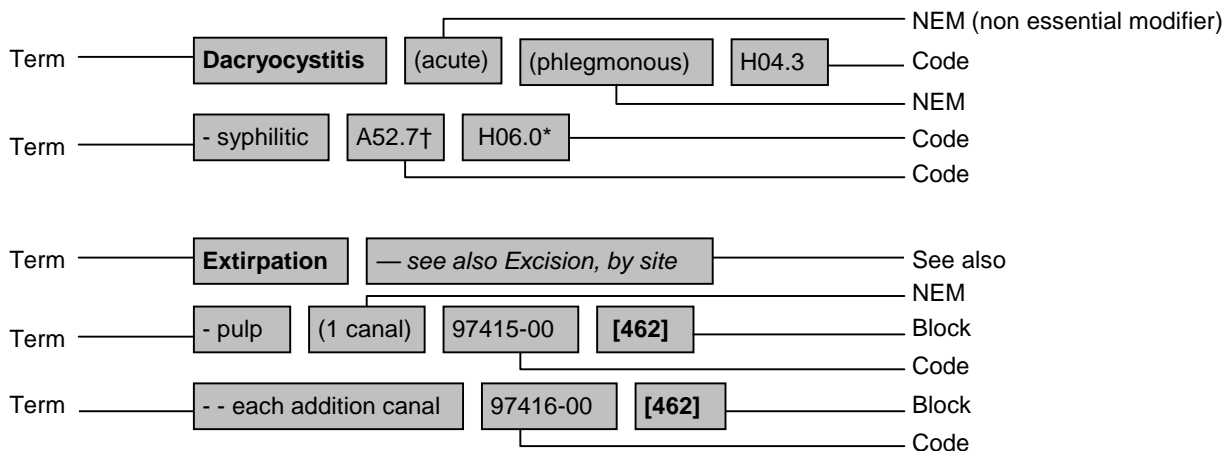 NEM (non essential modifier)
Term Dacryocystitis (acute) (phlegmonous) H04.3 Code
NEM
Term - syphilitic A52.7† H06.0* Code
Code
Term Extirpation — see also Excision, by site See also
NEM
Term - pulp (1 canal) 97415-00 [462] Block
Code
Term - - each addition canal 97416-00 [462] Block
Code